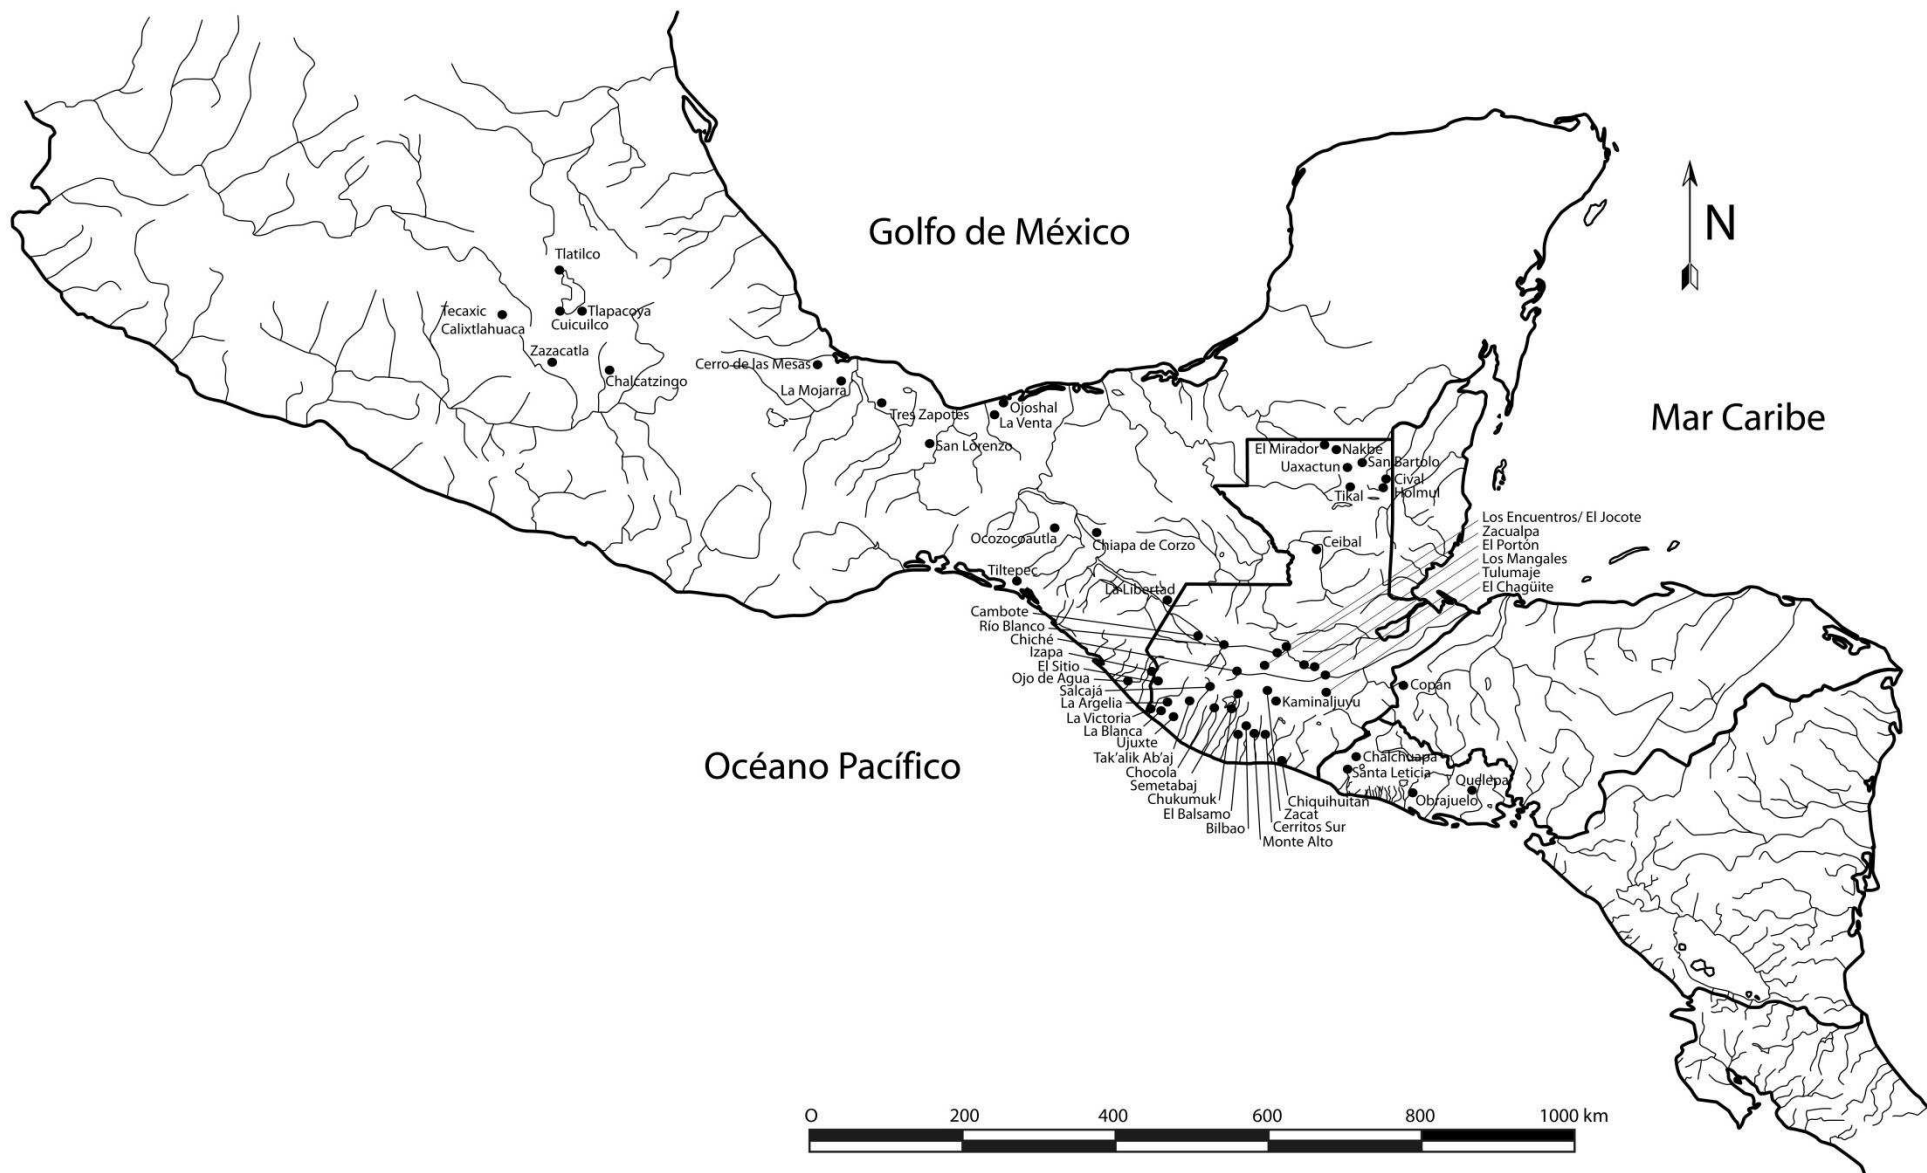 Golfo de México
N
Tlatilco
Tecaxic
Calixtlahuaca
Tlapacoya
Cuicuilco
Zazacatla
Chalcatzingo
Cerro de las Mesas
La Mojarra
Tres Zapotes
San Lorenzo
Ojoshal
La Venta
Mar Caribe
El Mirador
Nakbe
Uaxactun
San Bartolo
Cival
Holmul
Tikal
Ceibal
Ocozocoautla
Chiapa de Corzo
Tiltepec
La Libertad
Los Encuentros/ El Jocote
Zacualpa
El Portón
Los Mangales
Tulumaje
El Chagüite
Cambote
Río Blanco
Chiché
Izapa
El Sitio
Ojo de Agua
Salcajá
La Argelia
La Victoria
La Blanca
Ujuxte
Tak'alik Ab'aj
Chocola
Semetabaj
Chukumuk
El Balsamo
Bilbao
Kaminaljuyu
Copán
Chalchuapa
Santa Leticia
Quelepa
Obrajuelo
Chiquihuitan
Zacat
Cerritos Sur
Monte Alto
Océano Pacífico
O 200 400 600 800 1000 km